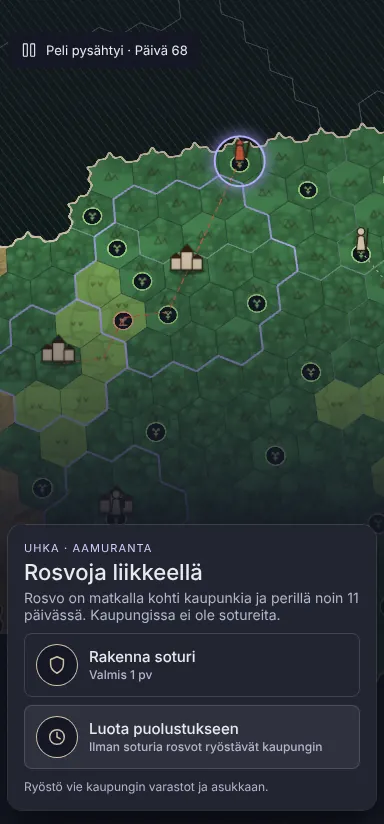 Peli pysähtyi · Päivä 68
UHKA · AAMURANTA
Rosvoja liikkeellä
Rosvo on matkalla kohti kaupunkia ja perillä noin 11
päivässä. Kaupungissa ei ole sotureita.
Rakenna soturi
Valmis 1 pv
Luota puolustukseen
Ilman soturia rosvot ryöstävät kaupungin
Ryöstö vie kaupungin varastot ja asukkaan.